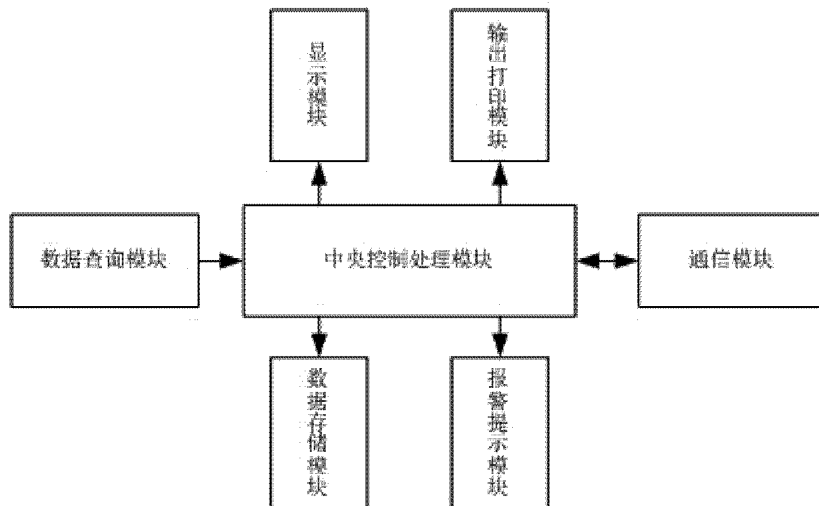 显示模块
输出打印模块
数据查询模块
中央控制处理模块
通信模块
数据存储模块
报警提示模块